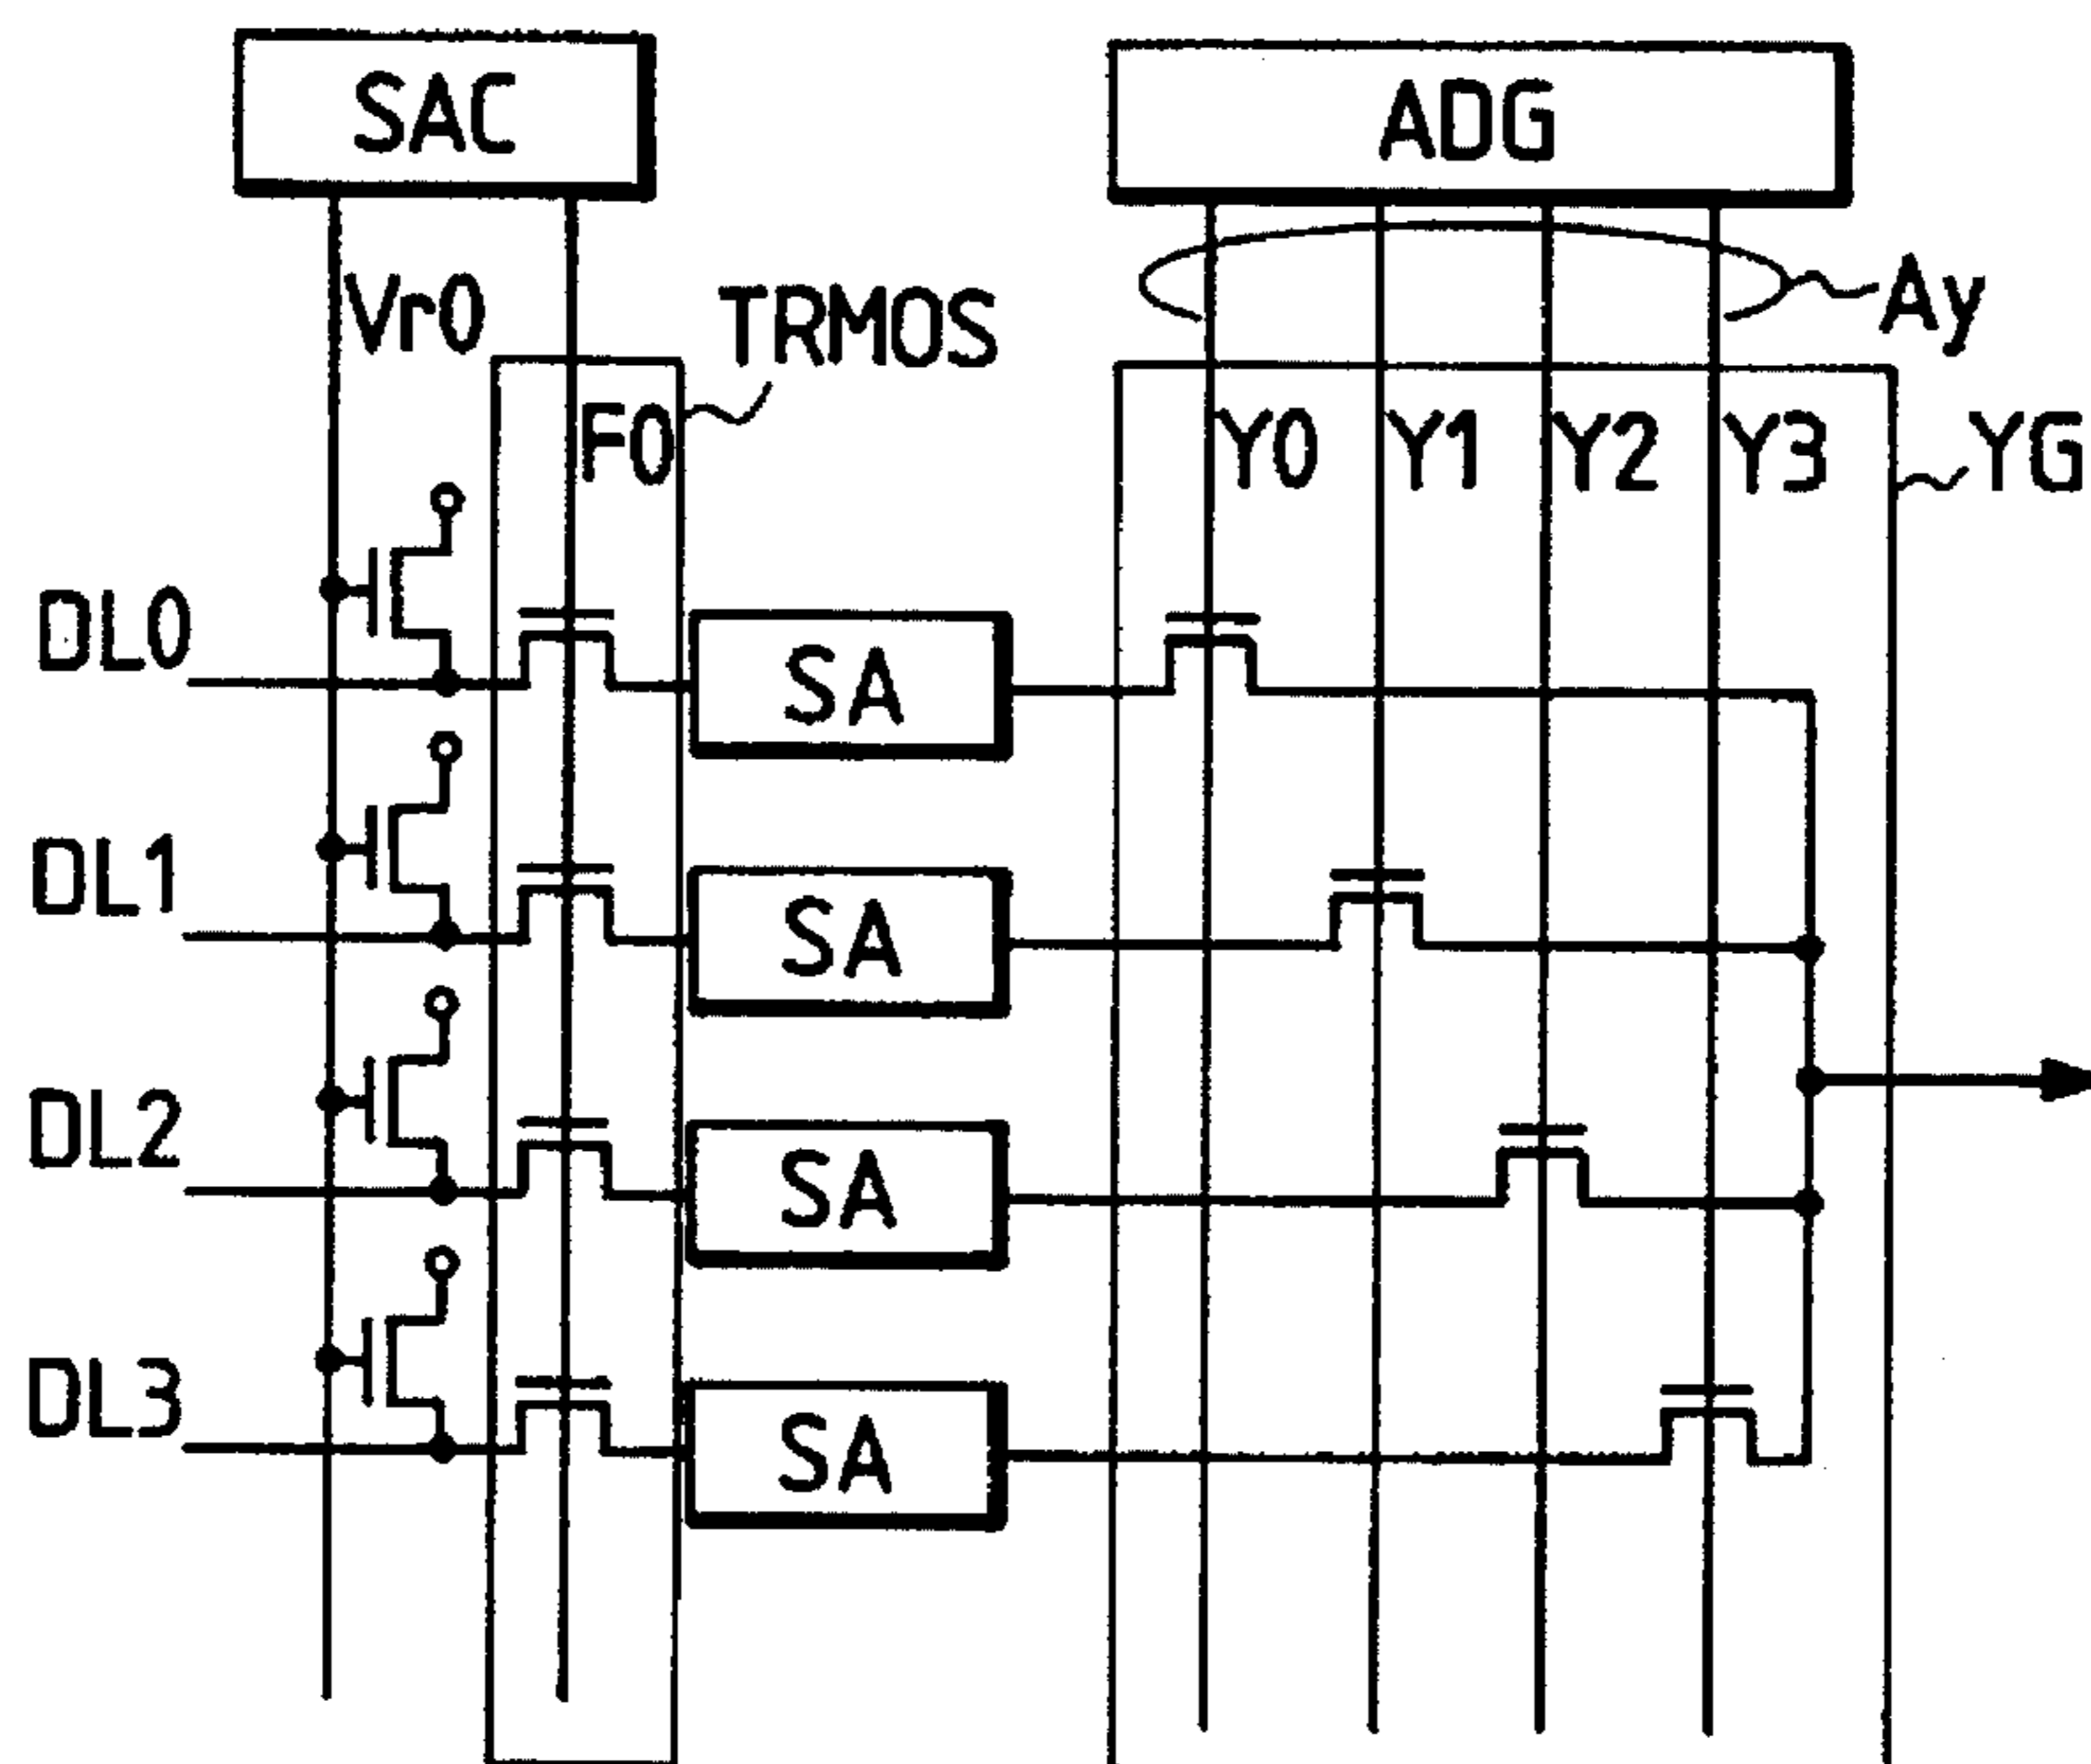 SAC
ADG
Vr0
TRMOS
Ay
F0
Y0 Y1 Y2 Y3 YG
DL0
SA
DL1
SA
DL2
SA
DL3
SA